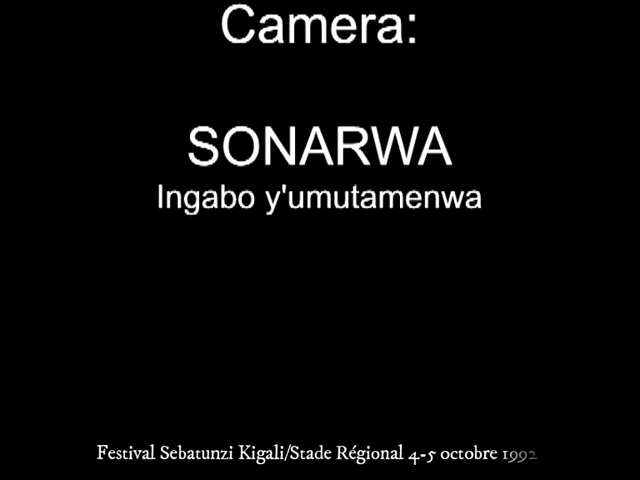 Camera:
SONARWA
Ingabo y'umutamenwa
Festival Sebatunzi Kigali/Stade Régional 4-5 octobre 1992